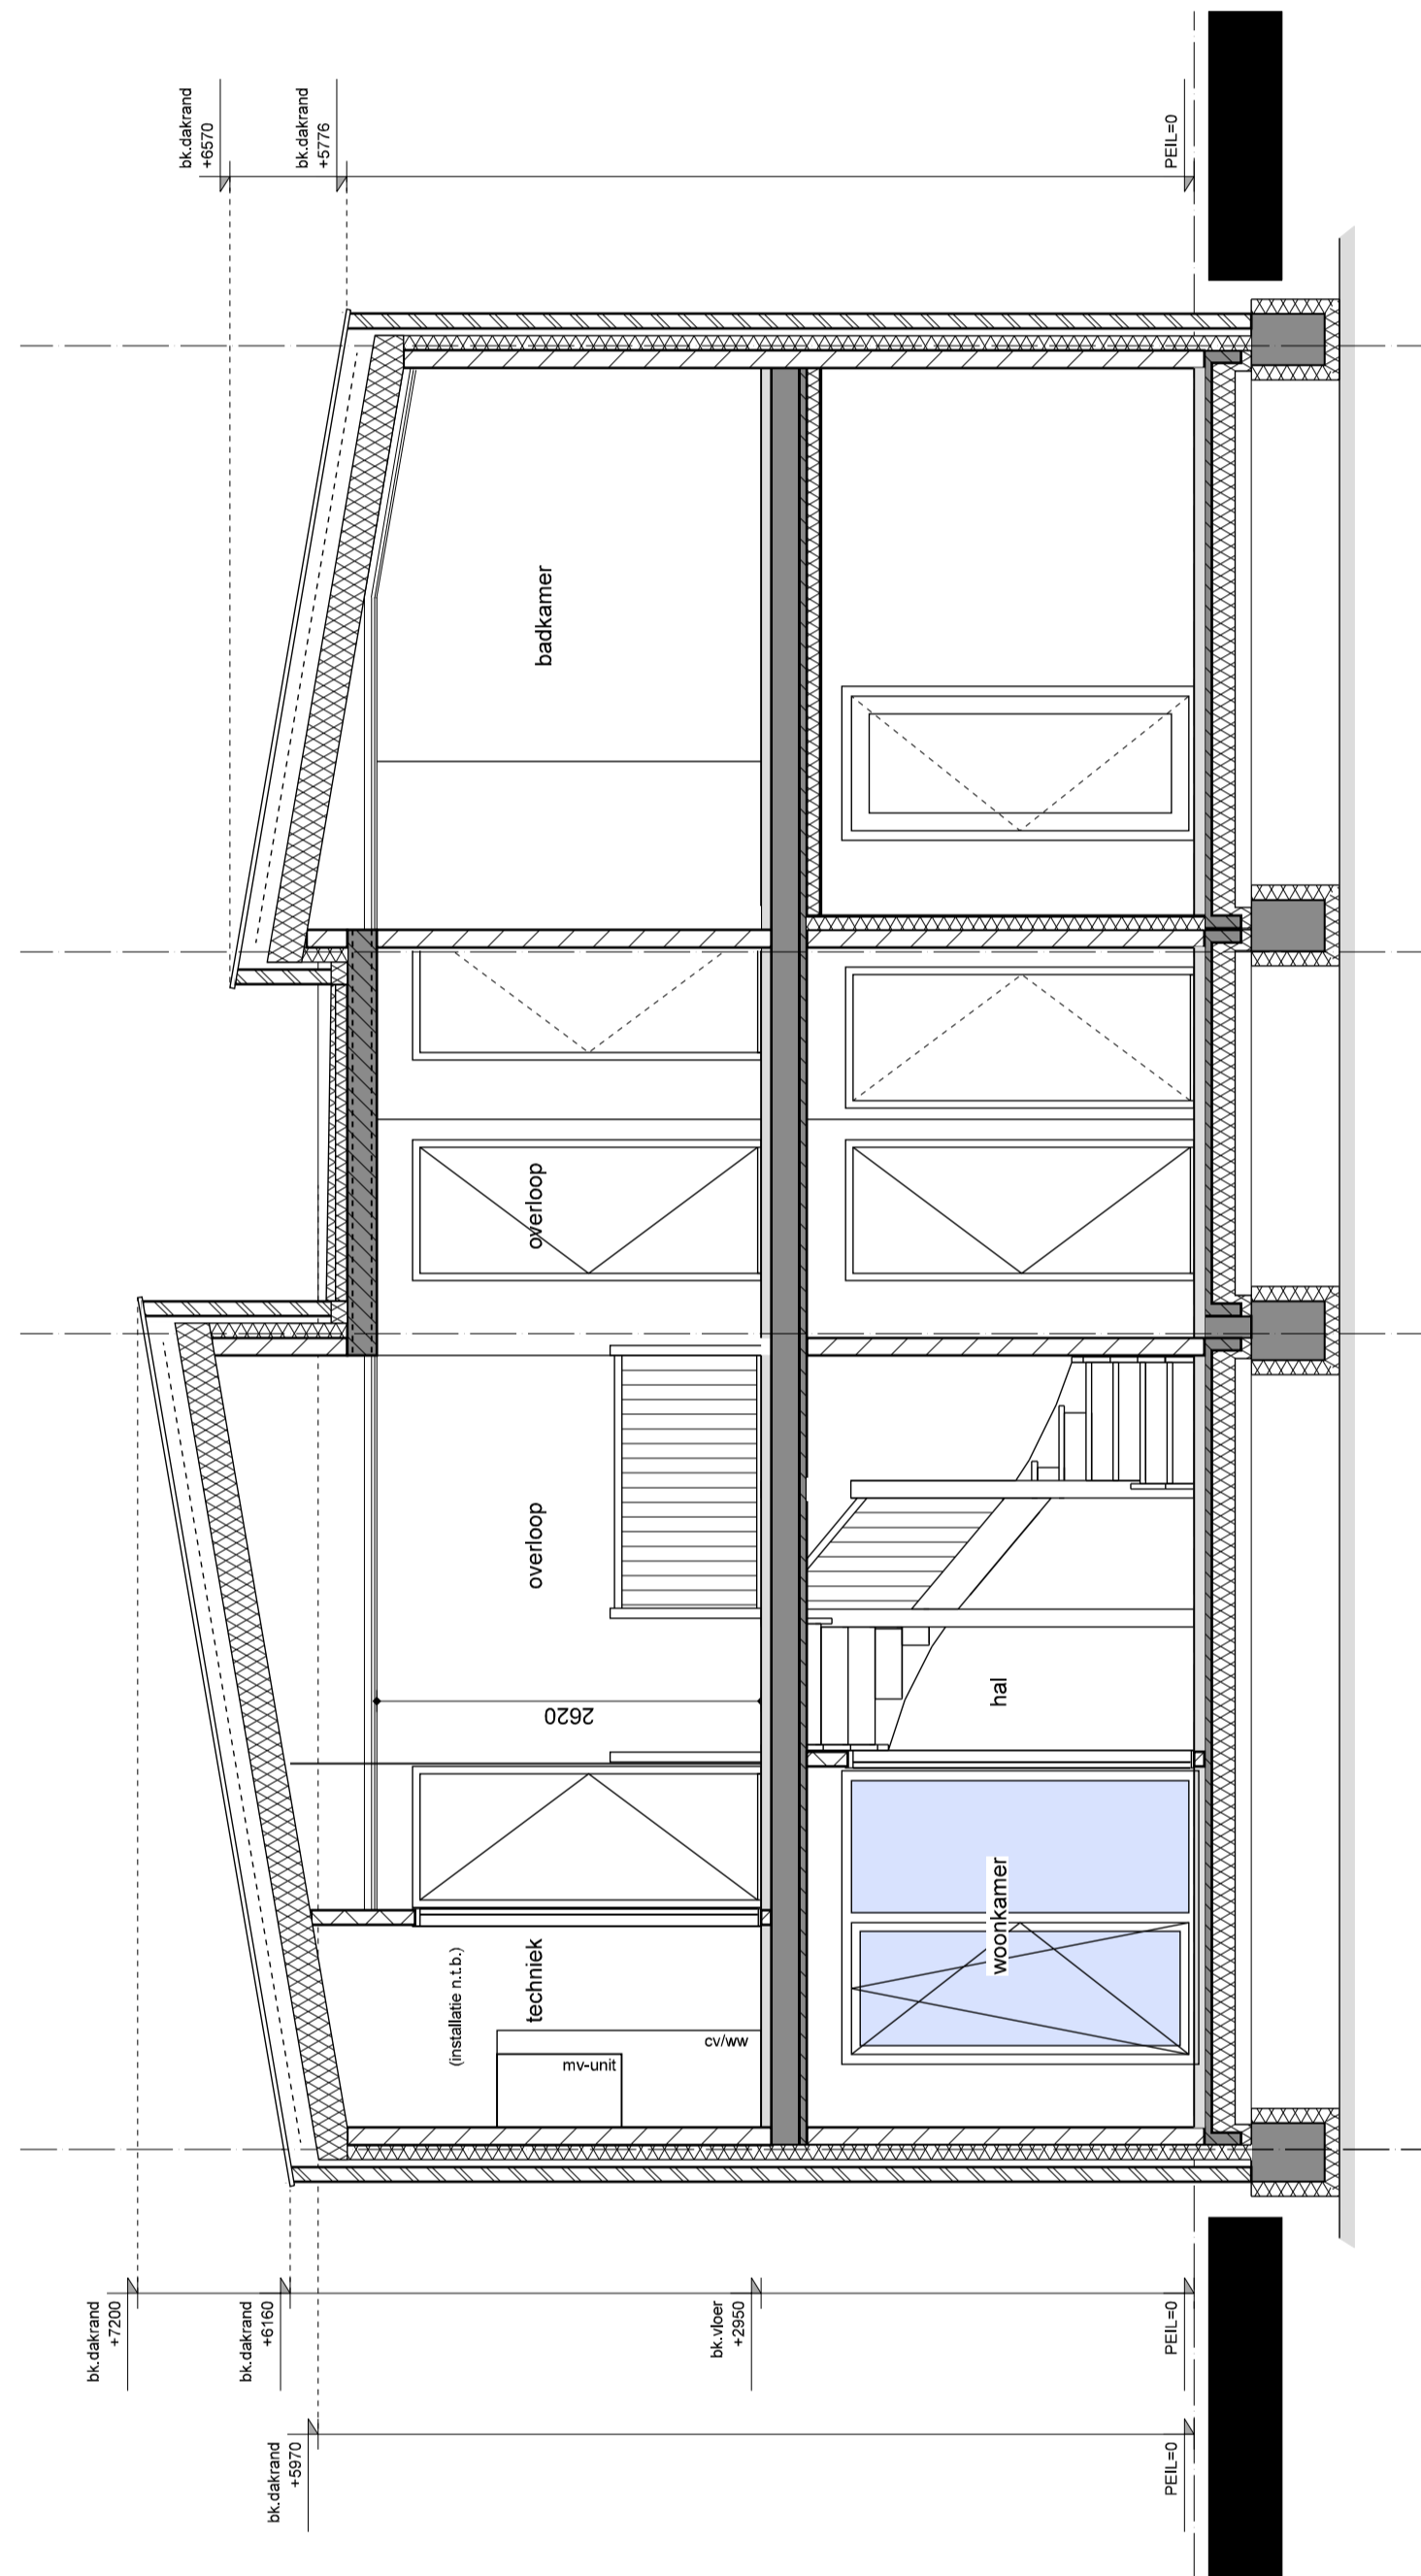 bk.dakrand
+6570
bk.dakrand
+5776
PEIL=0
badkamer
overloop
overloop
2620
hal
techniek
(installatie n.t.b.)
cv/ww
mv-unit
woonkamer
bk.dakrand
+7200
bk.dakrand
+6160
bk.vloer
+2950
PEIL=0
bk.dakrand
+5970
PEIL=0